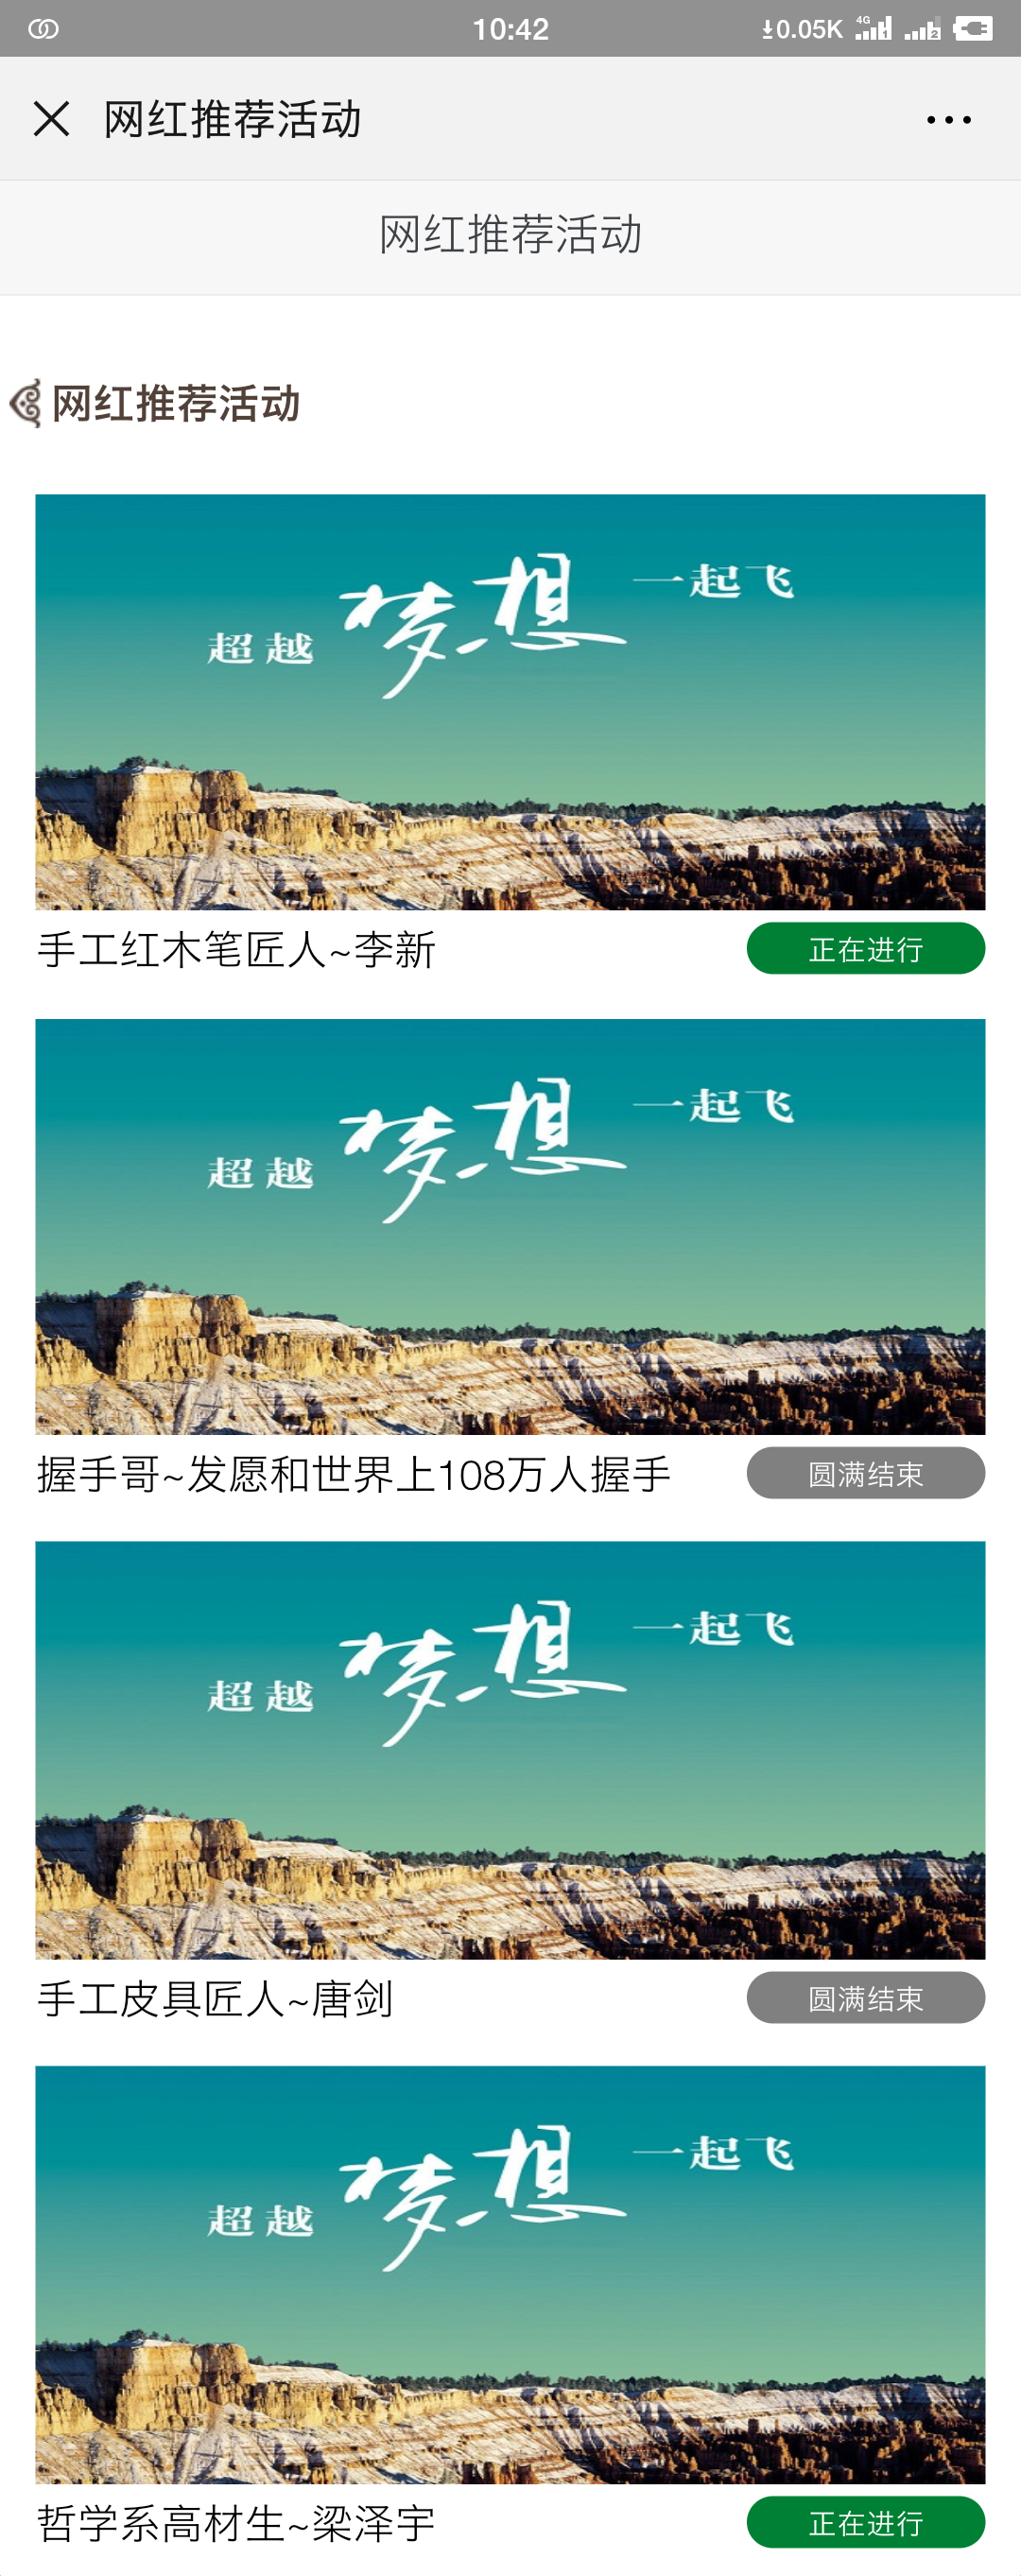 10:42
0.05K 4G 1 2
网红推荐活动
网红推荐活动
网红推荐活动
超越 梦想 一起飞
手工红木笔匠人~李新
正在进行
超越 梦想 一起飞
握手哥~发愿和世界上108万人握手
圆满结束
超越 梦想 一起飞
手工皮具匠人~唐剑
圆满结束
超越 梦想 一起飞
哲学系高材生~梁泽宇
正在进行